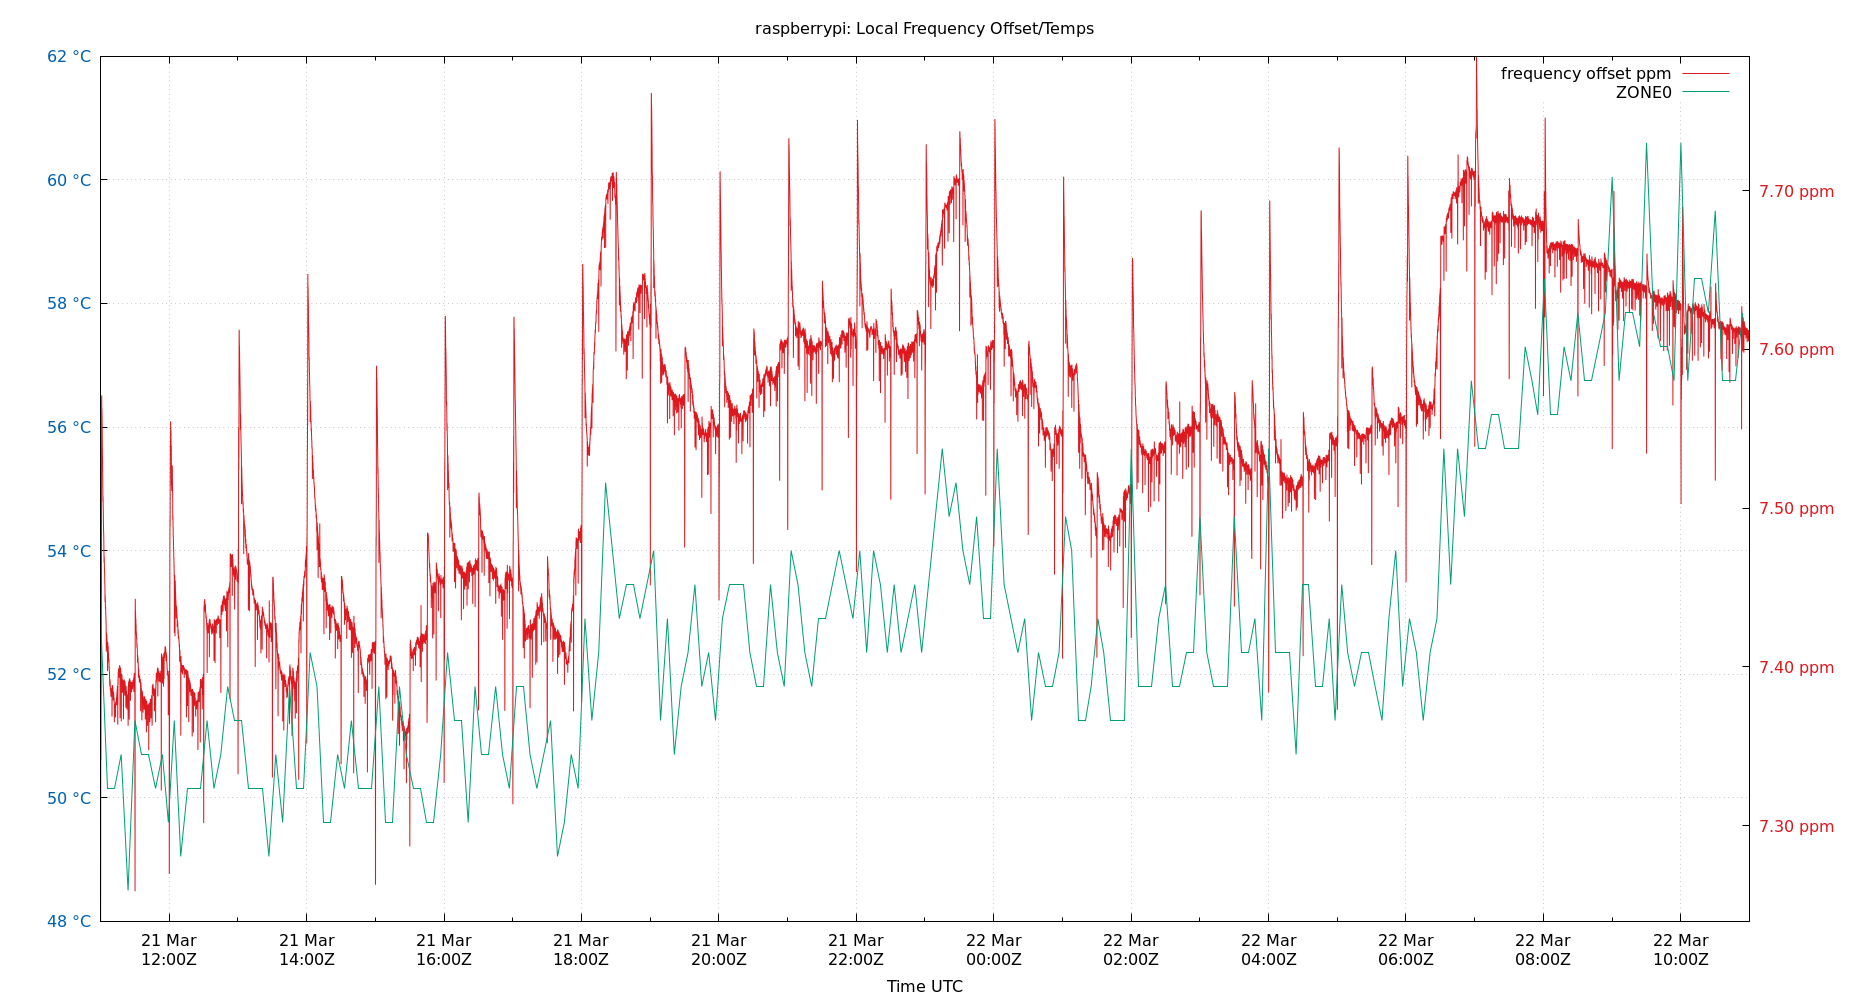 raspberrypi: Local Frequency Offset/Temps
62 °C
60 °C
58 °C
56 °C
54 °C
52 °C
50 °C
48 °C
frequency offset ppm
ZONE0
7.70 ppm
7.60 ppm
7.50 ppm
7.40 ppm
7.30 ppm
21 Mar 21 Mar 21 Mar 21 Mar 21 Mar 21 Mar 22 Mar 22 Mar 22 Mar 22 Mar 22 Mar 22 Mar
12:00Z 14:00Z 16:00Z 18:00Z 20:00Z 22:00Z 00:00Z 02:00Z 04:00Z 06:00Z 08:00Z 10:00Z
Time UTC